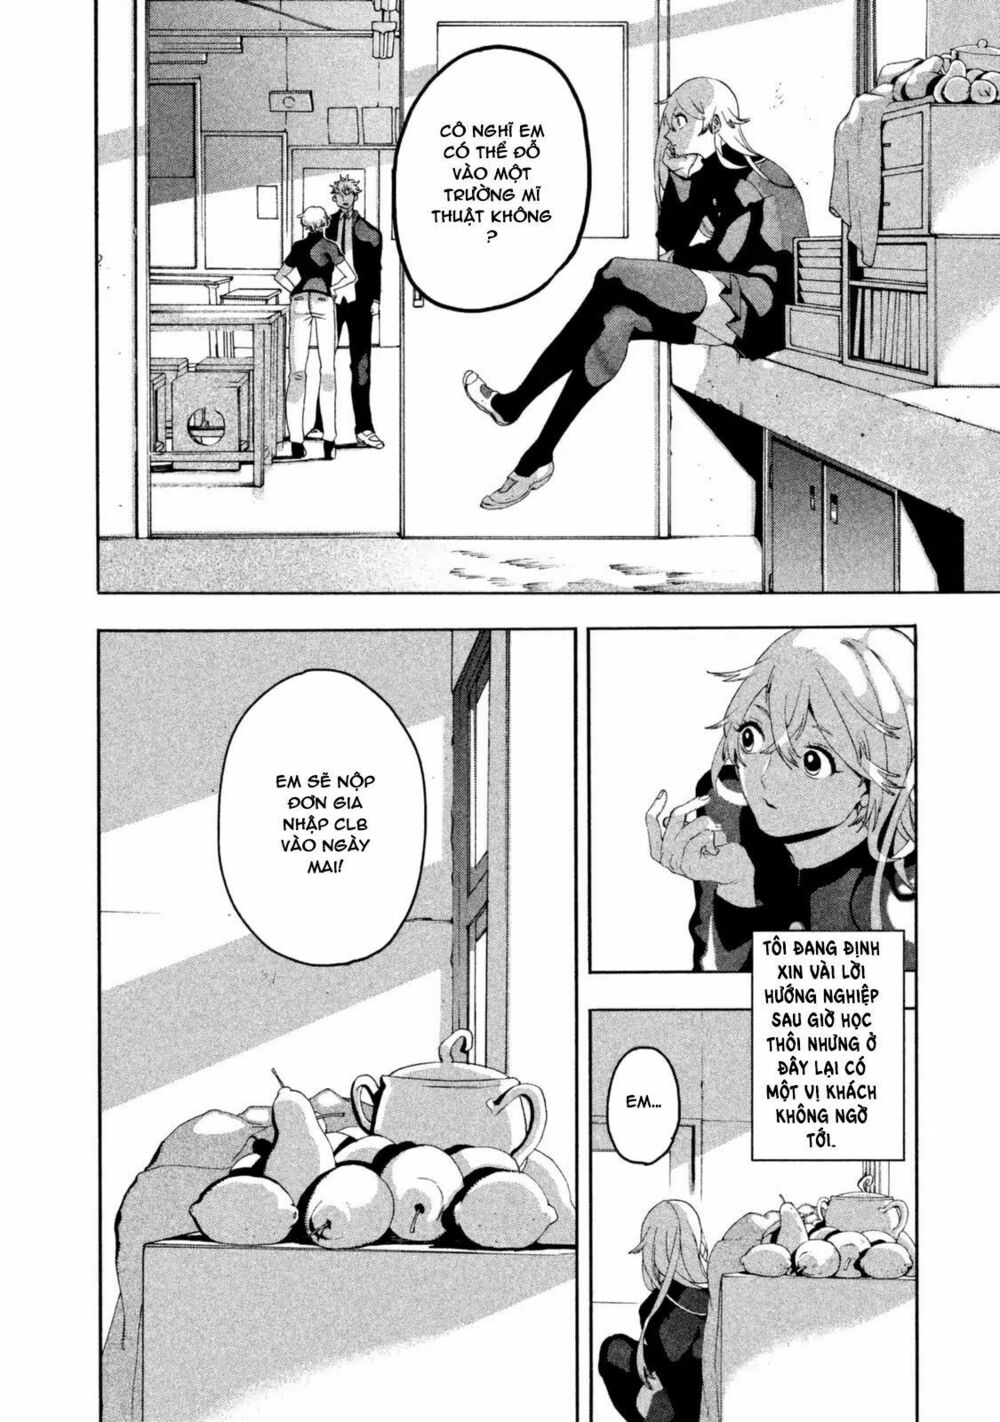 CÔ NGHĨ EM
CÓ THỂ ĐỖ
VÀO MỘT
TRƯỜNG MĨ
THUẬT KHÔNG
?
TÔI ĐANG ĐỊNH
XIN VÀI LỜI
HƯỚNG NGHIỆP
SAU GIỜ HỌC
THÔI NHƯNG Ở
ĐÂY LẠI CÓ
MỘT VỊ KHÁCH
KHÔNG NGỜ
TỚI.
EM...
EM SẼ NỘP
ĐƠN GIA
NHẬP CLB
VÀO NGÀY
MAI!